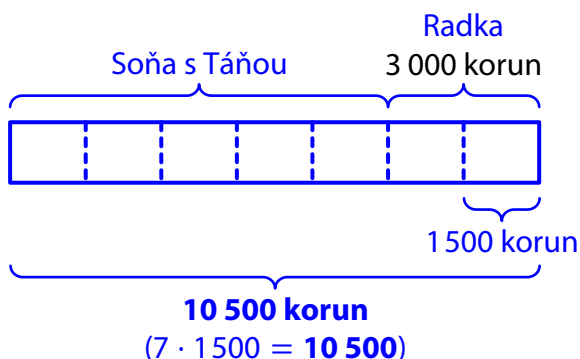 Radka
Soňa s Táňou
3 000 korun
1 500 korun
10 500 korun
(7 · 1 500 = 10 500)